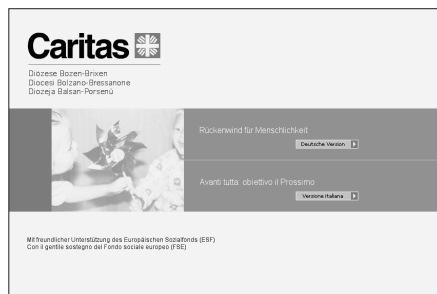 Caritas
Diözese Bozen-Brixen
Diocesi Bolzano-Bressanone
Diozeja Balsan-Porsenú
Rückenwind für Menschlichkeit
Deutsche Version
Avanti tutta: obiettivo il Prossimo
Versione Italiana
Mit freundlicher Unterstützung des Europäischen Sozialfonds (ESF)
Con il gentile sostegno del Fondo sociale europeo (FSE)